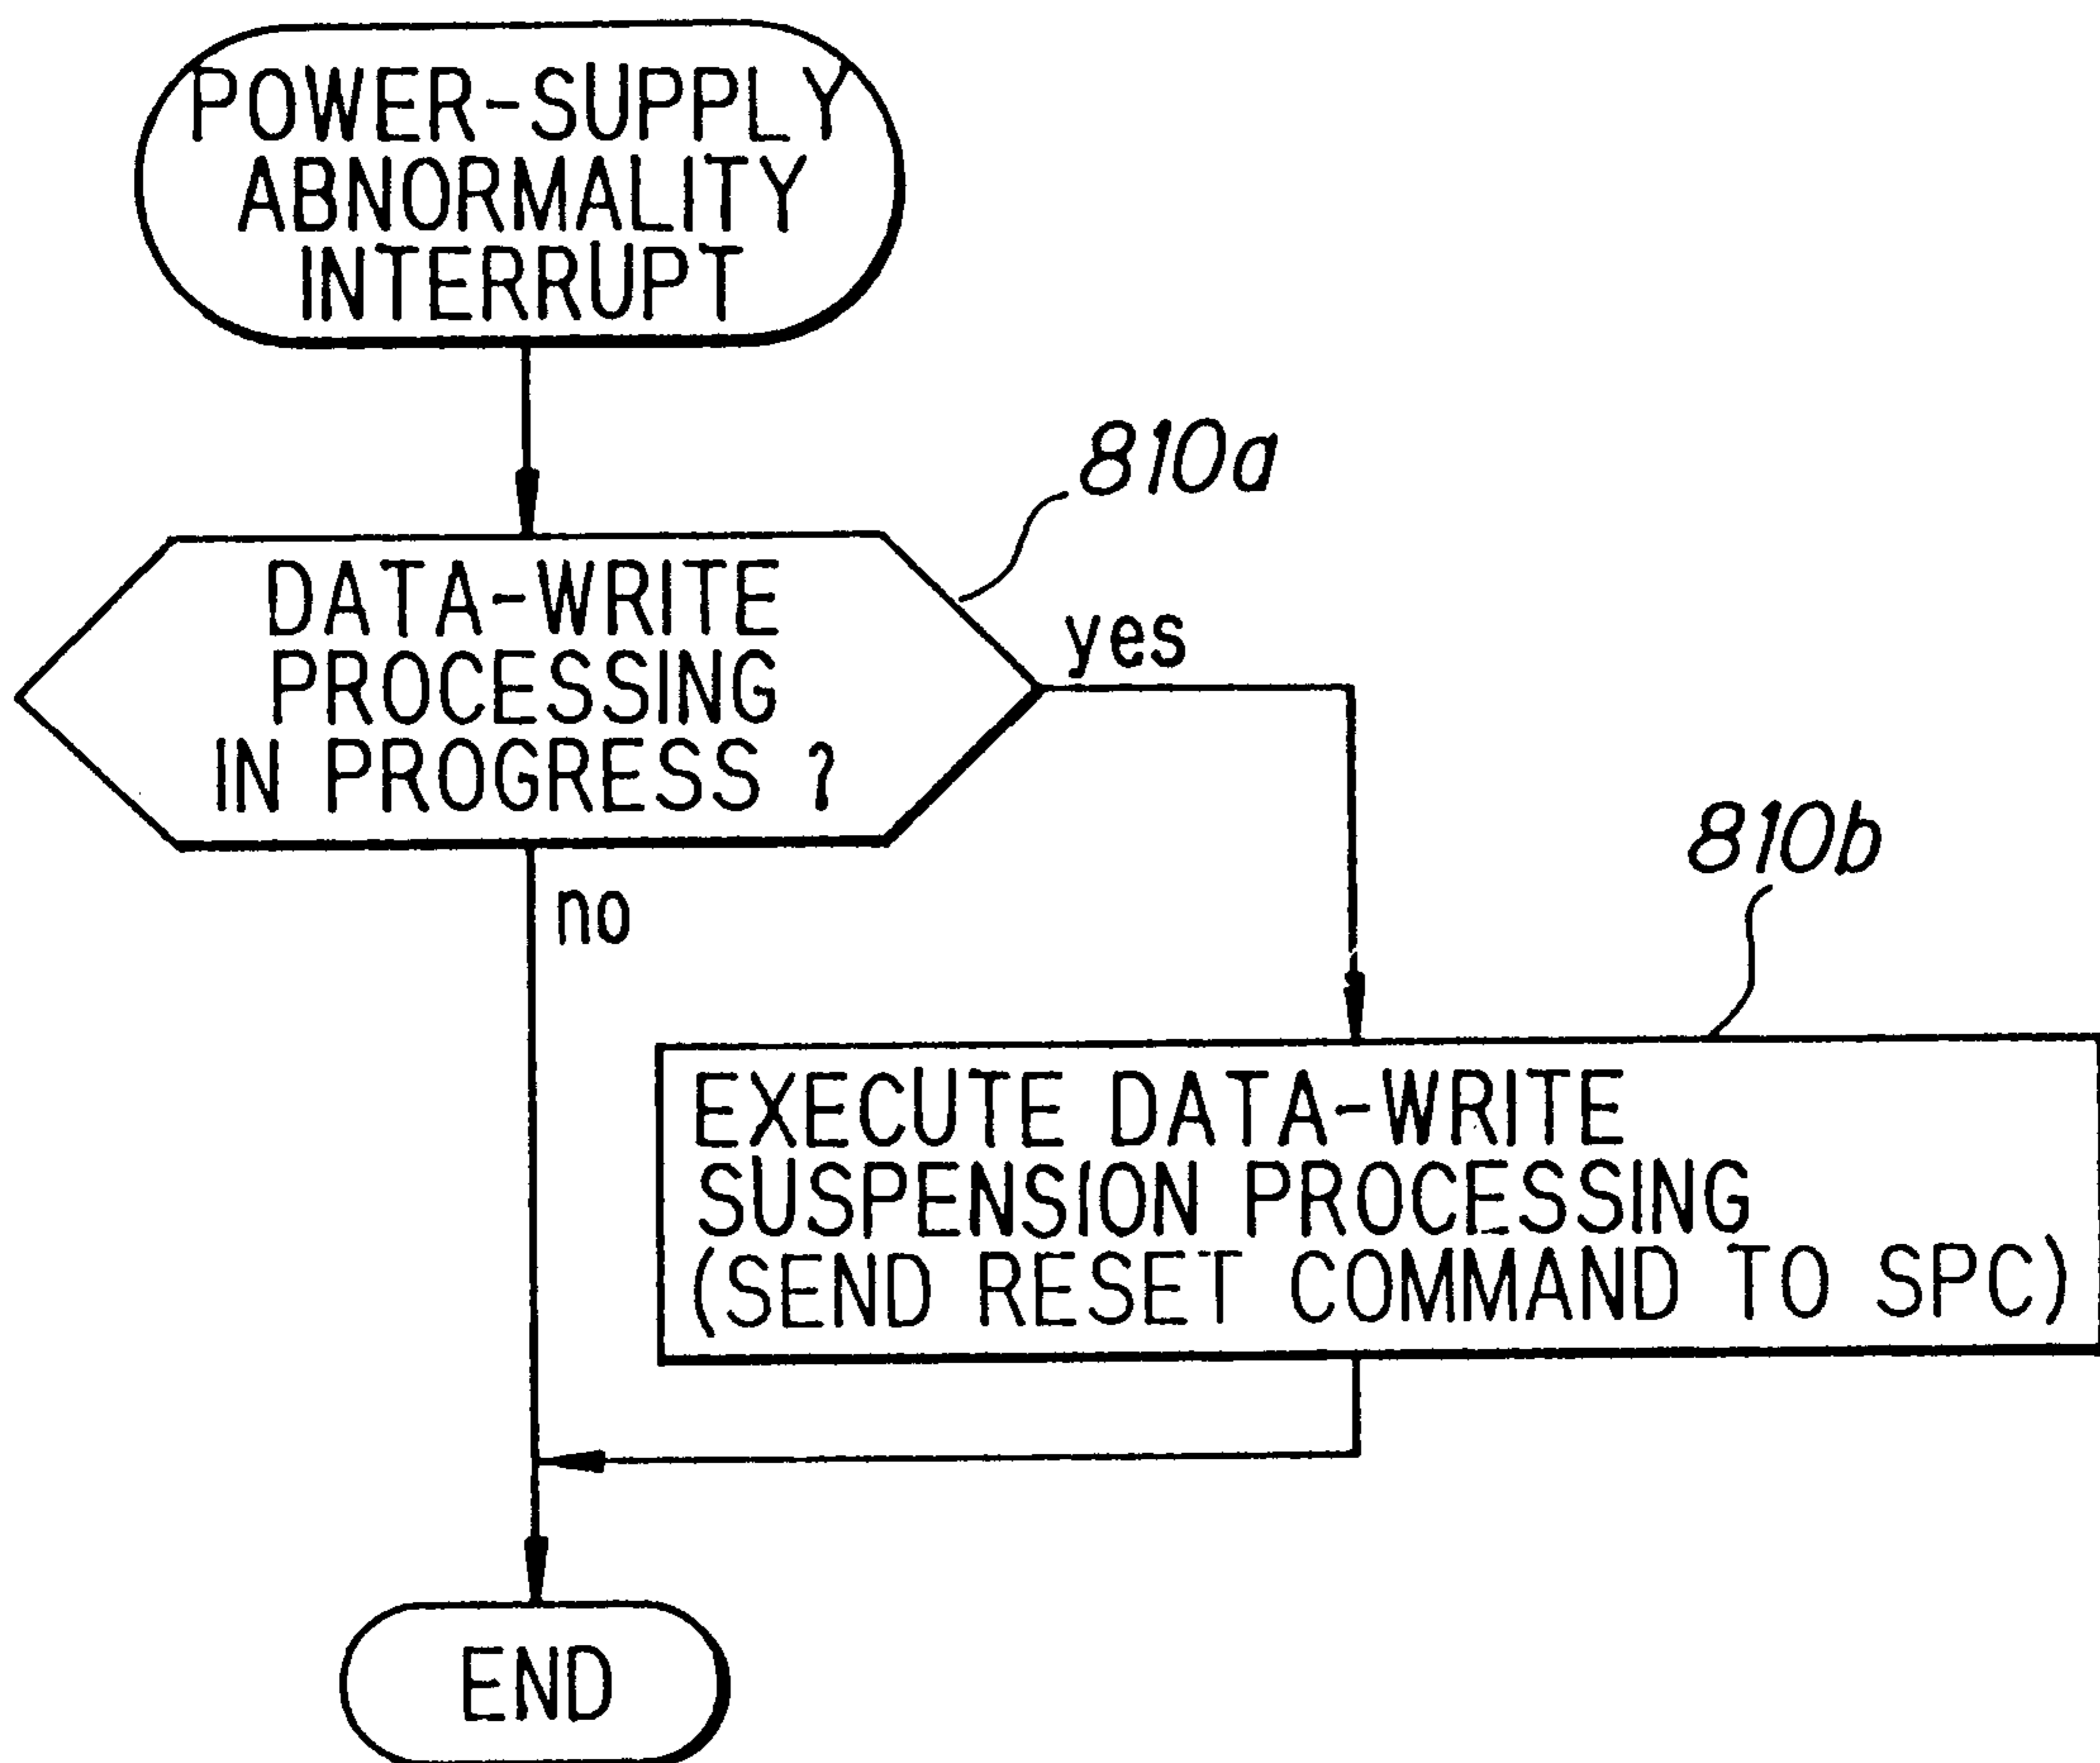 POWER-SUPPLY
ABNORMALITY
INTERRUPT
810a
DATA-WRITE
PROCESSING
IN PROGRESS ?
yes
no
810b
EXECUTE DATA-WRITE
SUSPENSION PROCESSING
(SEND RESET COMMAND TO SPC)
END